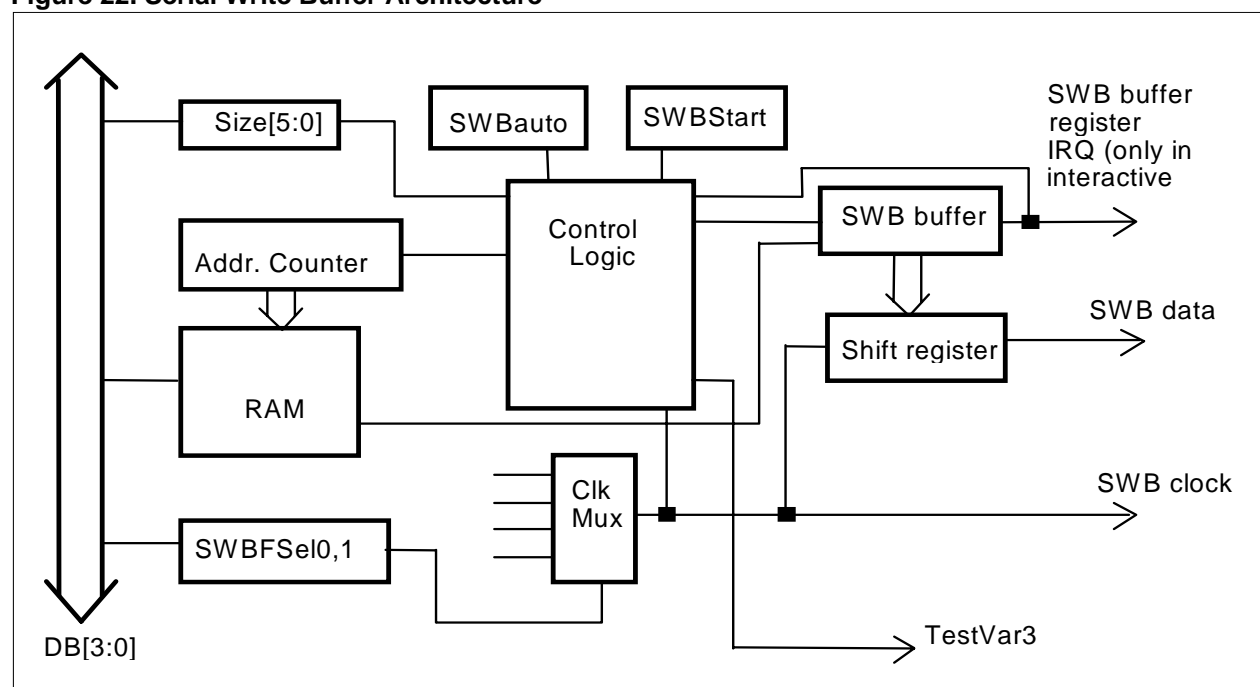 Figure 22. Serial Write Buffer Architecture
Size[5:0]
SWBauto
SWBStart
SWB buffer
register
IRQ (only in
interactive
Control
Logic
SWB buffer
Addr. Counter
SWB data
Shift register
RAM
Clk
Mux
SWB clock
SWBFSel0,1
TestVar3
DB[3:0]